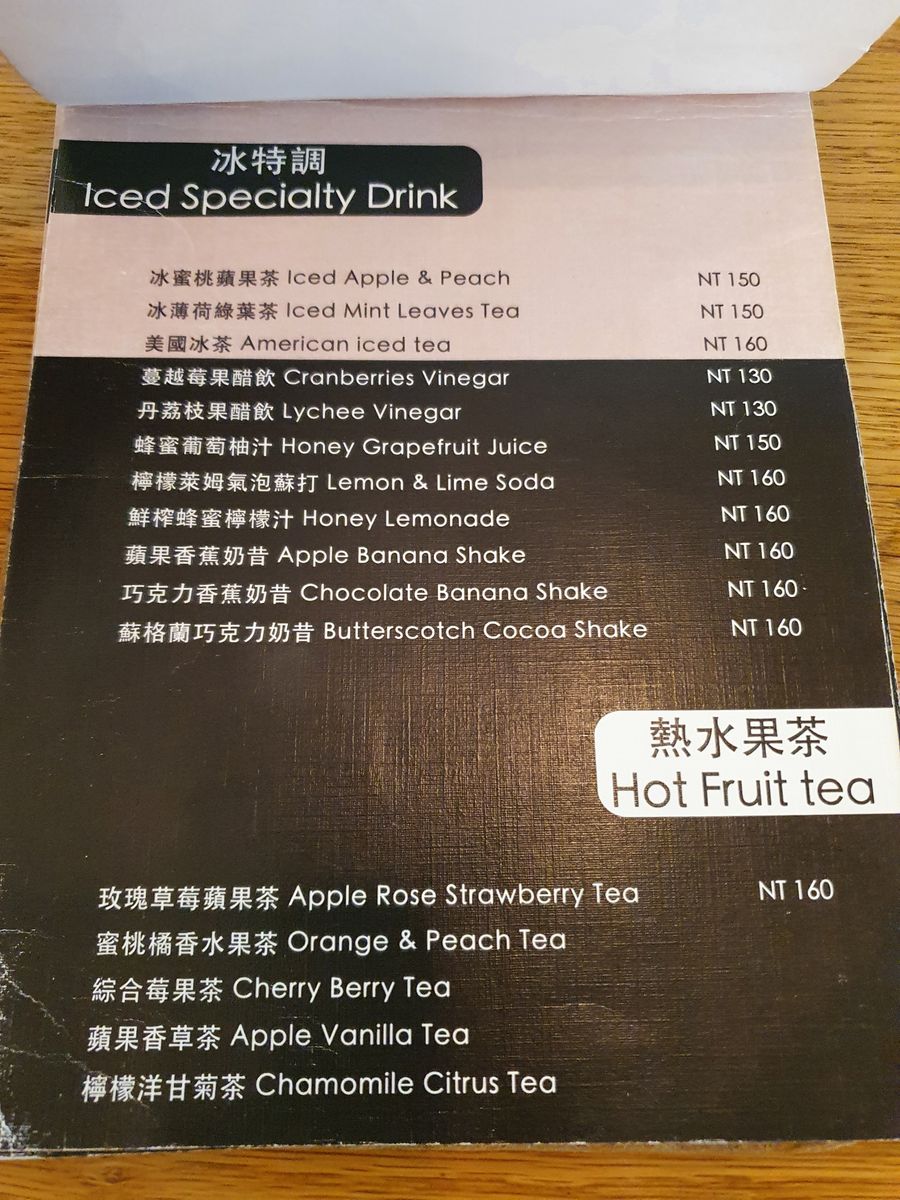 冰特調
Iced Specialty Drink
冰蜜桃蘋果茶 Iced Apple & Peach NT 150
冰薄荷綠葉茶 Iced Mint Leaves Tea NT 150
美國冰茶 American iced tea NT 160
蔓越莓果醋飲 Cranberries Vinegar NT 130
丹荔枝果醋飲 Lychee Vinegar NT 130
蜂蜜葡萄柚汁 Honey Grapefruit Juice NT 150
檸檬萊姆氣泡蘇打 Lemon & Lime Soda NT 160
鮮榨蜂蜜檸檬汁 Honey Lemonade NT 160
蘋果香蕉奶昔 Apple Banana Shake NT 160
巧克力香蕉奶昔 Chocolate Banana Shake NT 160
蘇格蘭巧克力奶昔 Butterscotch Cocoa Shake NT 160
熱水果茶
Hot Fruit tea
玫瑰草莓蘋果茶 Apple Rose Strawberry Tea NT 160
蜜桃橘香水果茶 Orange & Peach Tea
綜合莓果茶 Cherry Berry Tea
蘋果香草茶 Apple Vanilla Tea
檸檬洋甘菊茶 Chamomile Citrus Tea